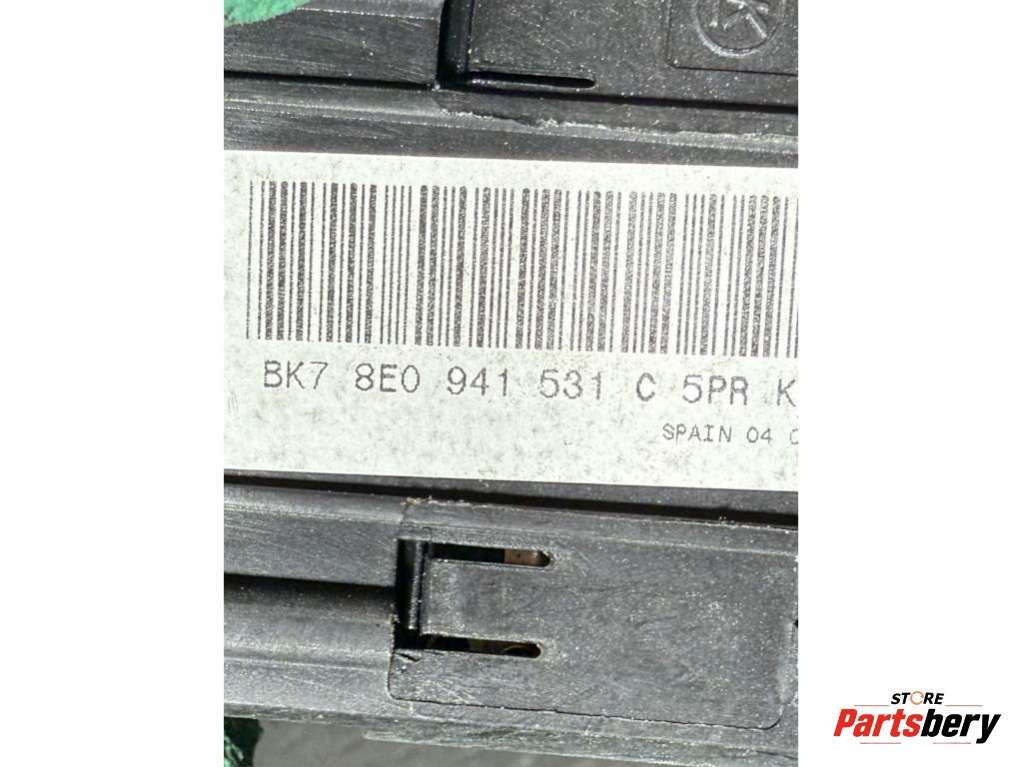 K
BK7 8E0 941 531 C 5PR K
SPAIN 04
STORE
Partsbery